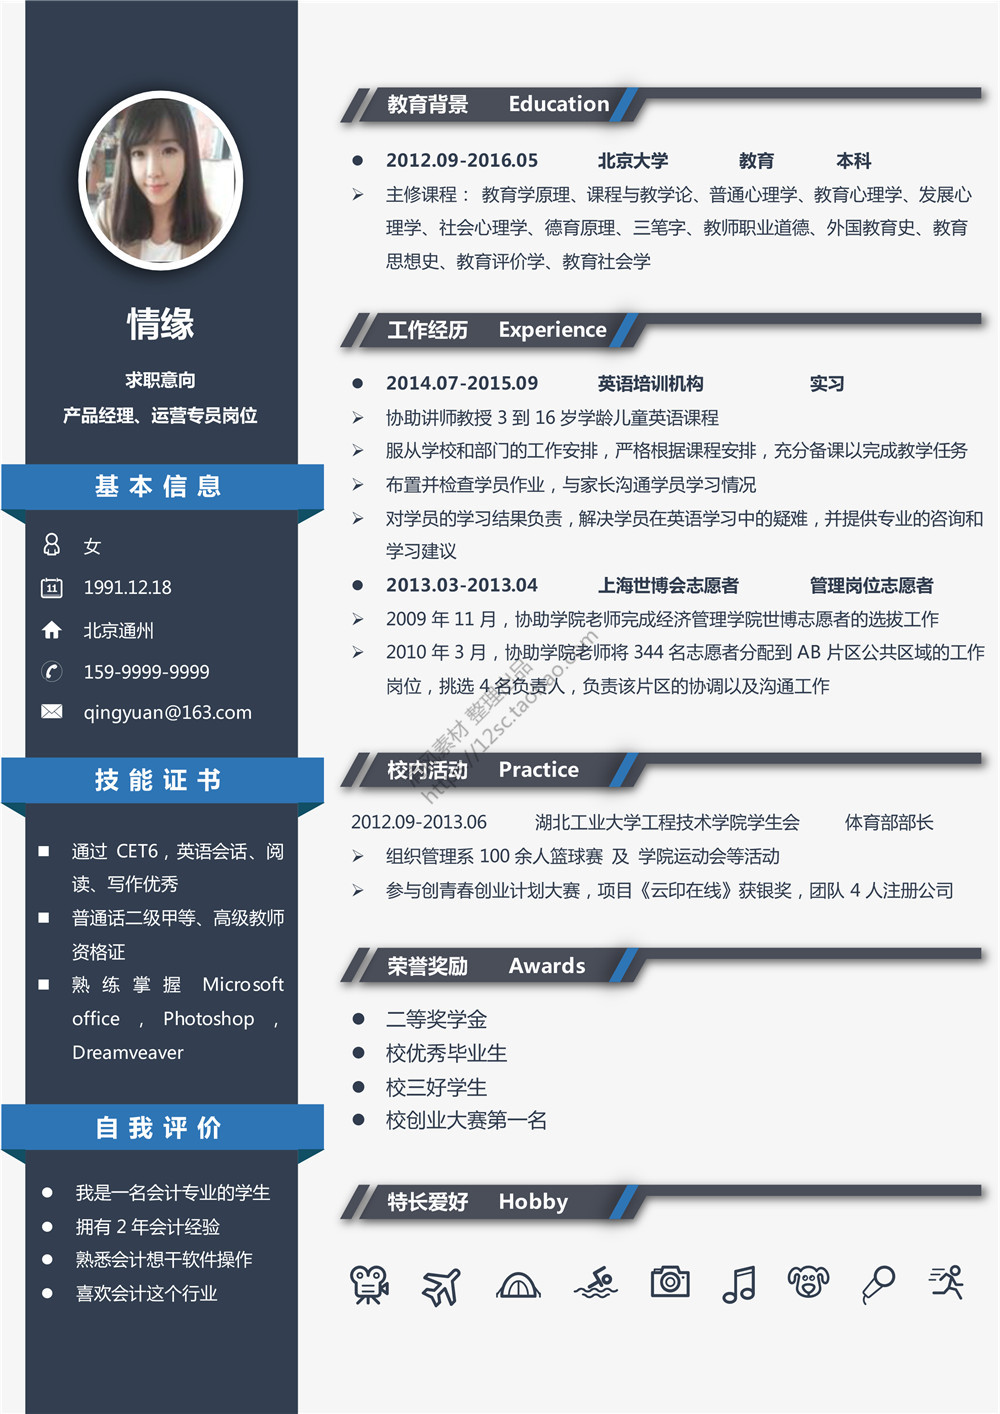 情缘
求职意向
产品经理、运营专员岗位
基本信息
女
11
1991.12.18
北京通州
159-9999-9999
qingyuan@163.com
技能证书
通过 CET6，英语会话、阅
读、写作优秀
普通话二级甲等、高级教师
资格证
熟练掌握 Microsoft
office ，Photoshop ，
Dreamveaver
自我评价
我是一名会计专业的学生
拥有 2 年会计经验
熟悉会计想干软件操作
喜欢会计这个行业
教育背景 Education
2012.09-2016.05 北京大学 教育 本科
主修课程： 教育学原理、课程与教学论、普通心理学、教育心理学、发展心
理学、社会心理学、德育原理、三笔字、教师职业道德、外国教育史、教育
思想史、教育评价学、教育社会学
工作经历 Experience
2014.07-2015.09 英语培训机构 实习
协助讲师教授 3 到 16 岁学龄儿童英语课程
服从学校和部门的工作安排，严格根据课程安排，充分备课以完成教学任务
布置并检查学员作业，与家长沟通学员学习情况
对学员的学习结果负责，解决学员在英语学习中的疑难，并提供专业的咨询和
学习建议
2013.03-2013.04 上海世博会志愿者 管理岗位志愿者
2009 年 11 月，协助学院老师完成经济管理学院世博志愿者的选拔工作
2010 年 3 月，协助学院老师将 344 名志愿者分配到 AB 片区公共区域的工作
岗位，挑选 4 名负责人，负责该片区的协调以及沟通工作
校内活动 Practice
2012.09-2013.06 湖北工业大学工程技术学院学生会 体育部部长
组织管理系 100 余人篮球赛 及 学院运动会等活动
参与创青春创业计划大赛，项目《云印在线》获银奖，团队 4 人注册公司
荣誉奖励 Awards
二等奖学金
校优秀毕业生
校三好学生
校创业大赛第一名
特长爱好 Hobby
素材 整理出品
http://12sc.taobao.com